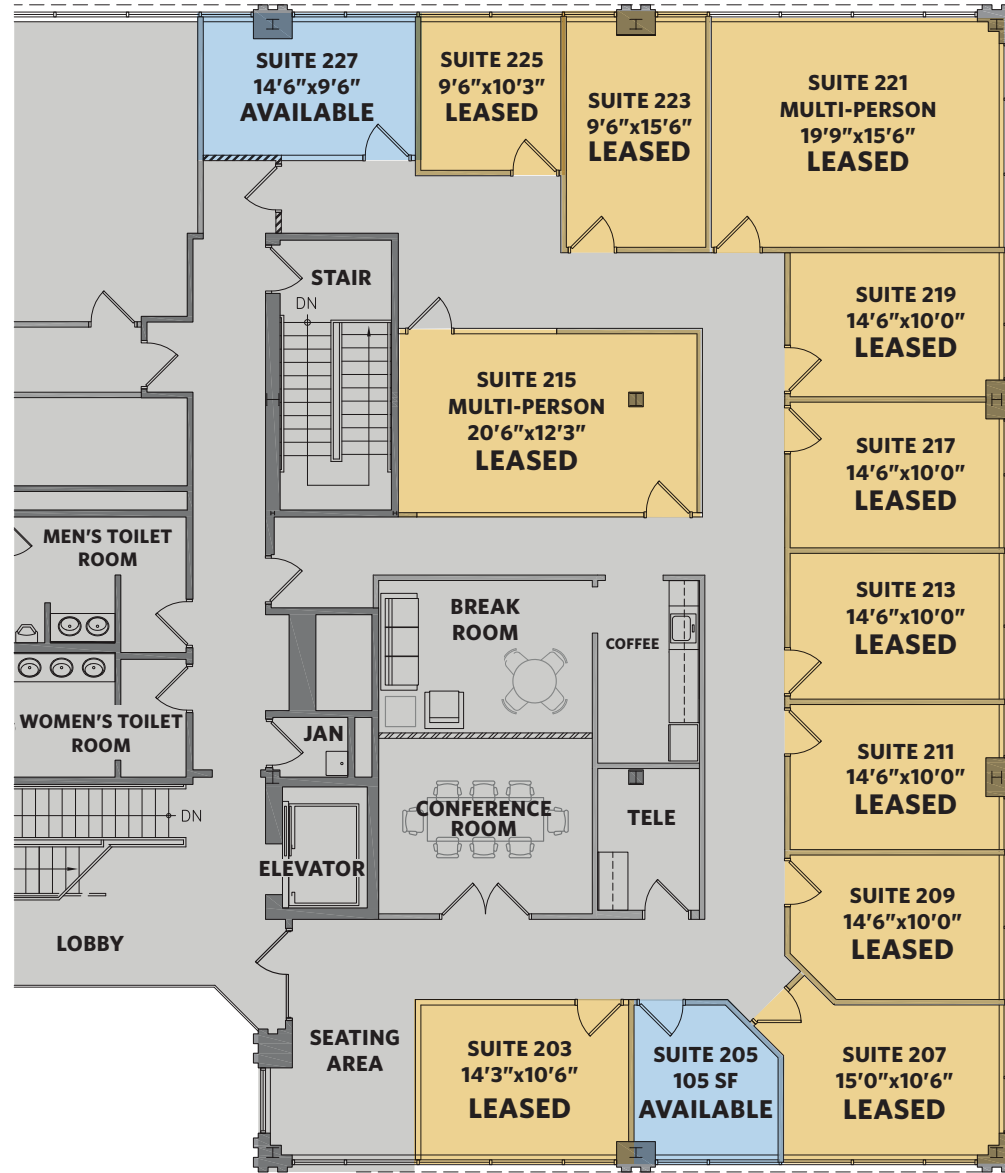 SUITE 227
14'6"x9'6"
AVAILABLE
SUITE 225
9'6"x10'3"
LEASED
SUITE 223
9'6"x15'6"
LEASED
SUITE 221
MULTI-PERSON
19'9"x15'6"
LEASED
STAIR
DN
SUITE 219
14'6"x10'0"
LEASED
SUITE 215
MULTI-PERSON
20'6"x12'3"
LEASED
SUITE 217
14'6"x10'0"
LEASED
MEN'S TOILET
ROOM
BREAK
ROOM
COFFEE
SUITE 213
14'6"x10'0"
LEASED
WOMEN'S TOILET
ROOM
JAN
SUITE 211
14'6"x10'0"
LEASED
DN
CONFERENCE
ROOM
TELE
ELEVATOR
SUITE 209
14'6"x10'0"
LEASED
LOBBY
SEATING
AREA
SUITE 203
14'3"x10'6"
LEASED
SUITE 205
105 SF
AVAILABLE
SUITE 207
15'0"x10'6"
LEASED